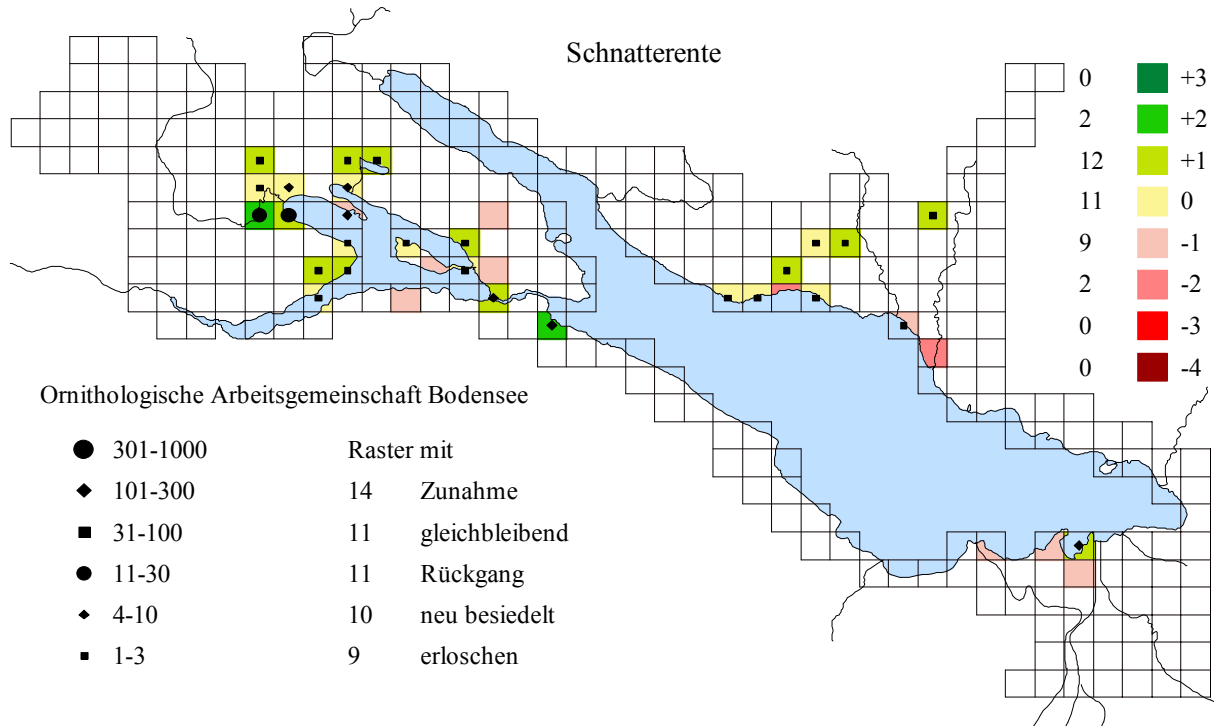 Schnatterente
0 +3
2 +2
12 +1
11 0
9 -1
2 -2
0 -3
0 -4
Ornithologische Arbeitsgemeinschaft Bodensee
301-1000 Raster mit
101-300 14 Zunahme
31-100 11 gleichbleibend
11-30 11 Rückgang
4-10 10 neu besiedelt
1-3 9 erloschen